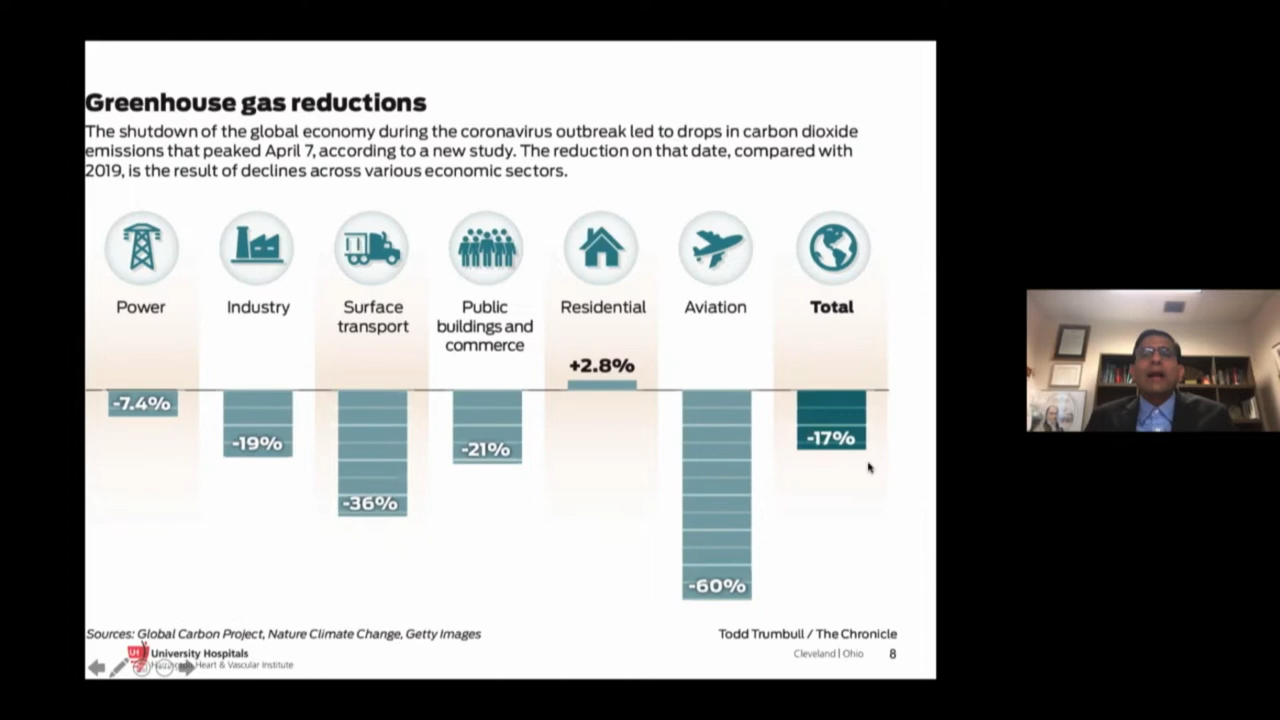 Greenhouse gas reductions
The shutdown of the global economy during the coronavirus outbreak led to drops in carbon dioxide
emissions that peaked April 7, according to a new study. The reduction on that date, compared with
2019, is the result of declines across various economic sectors.
Power
Industry
Surface
transport
Public
buildings and
commerce
Residential
Aviation
Total
+2.8%
-7.4%
-19%
-36%
-21%
-60%
-17%
Sources: Global Carbon Project, Nature Climate Change, Getty Images
Todd Trumbull / The Chronicle
UH
University Hospitals
Heart & Vascular Institute
Cleveland | Ohio
8